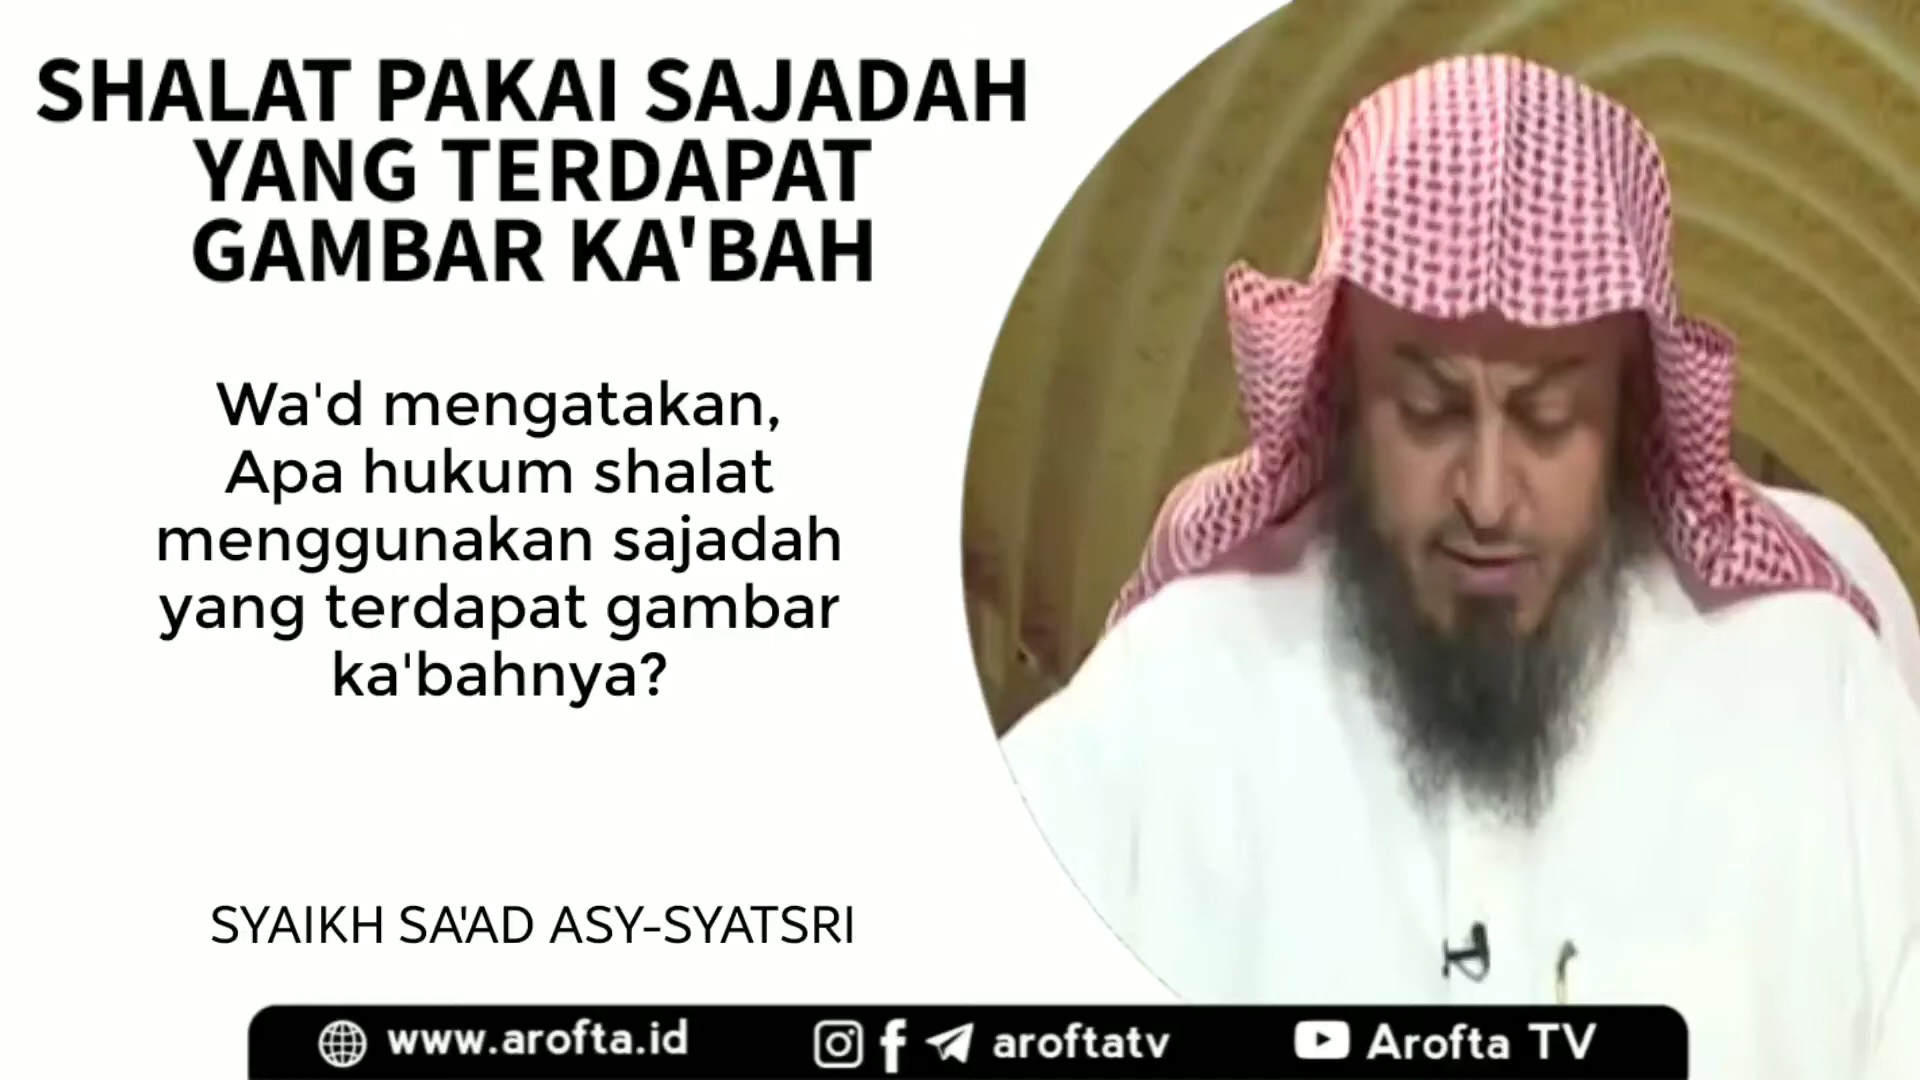 SHALAT PAKAI SAJADAH
YANG TERDAPAT
GAMBAR KA'BAH
Wa'd mengatakan,
Apa hukum shalat
menggunakan sajadah
yang terdapat gambar
ka'bahnya?
SYAIKH SA'AD ASY-SYATSRI
www.arofta.id
aroftatv
Arofta TV